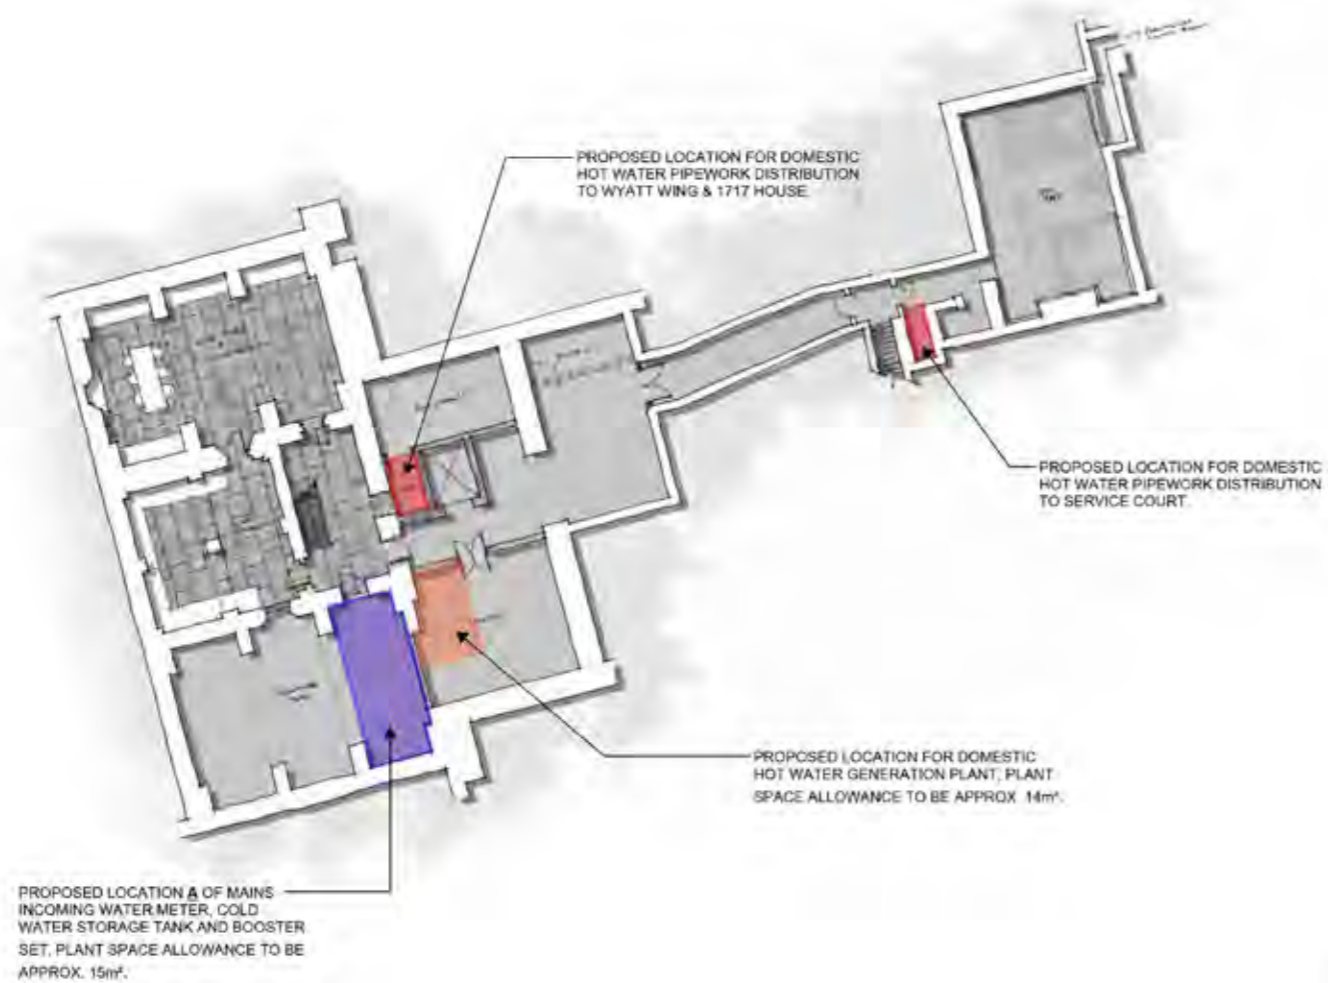 PROPOSED LOCATION FOR DOMESTIC
HOT WATER PIPEWORK DISTRIBUTION
TO WYATT WING & 1717 HOUSE.
PROPOSED LOCATION FOR DOMESTIC
HOT WATER PIPEWORK DISTRIBUTION
TO SERVICE COURT.
PROPOSED LOCATION FOR DOMESTIC
HOT WATER GENERATION PLANT, PLANT
SPACE ALLOWANCE TO BE APPROX. 14m².
PROPOSED LOCATION A OF MAINS
INCOMING WATER METER, COLD
WATER STORAGE TANK AND BOOSTER
SET. PLANT SPACE ALLOWANCE TO BE
APPROX. 15m².